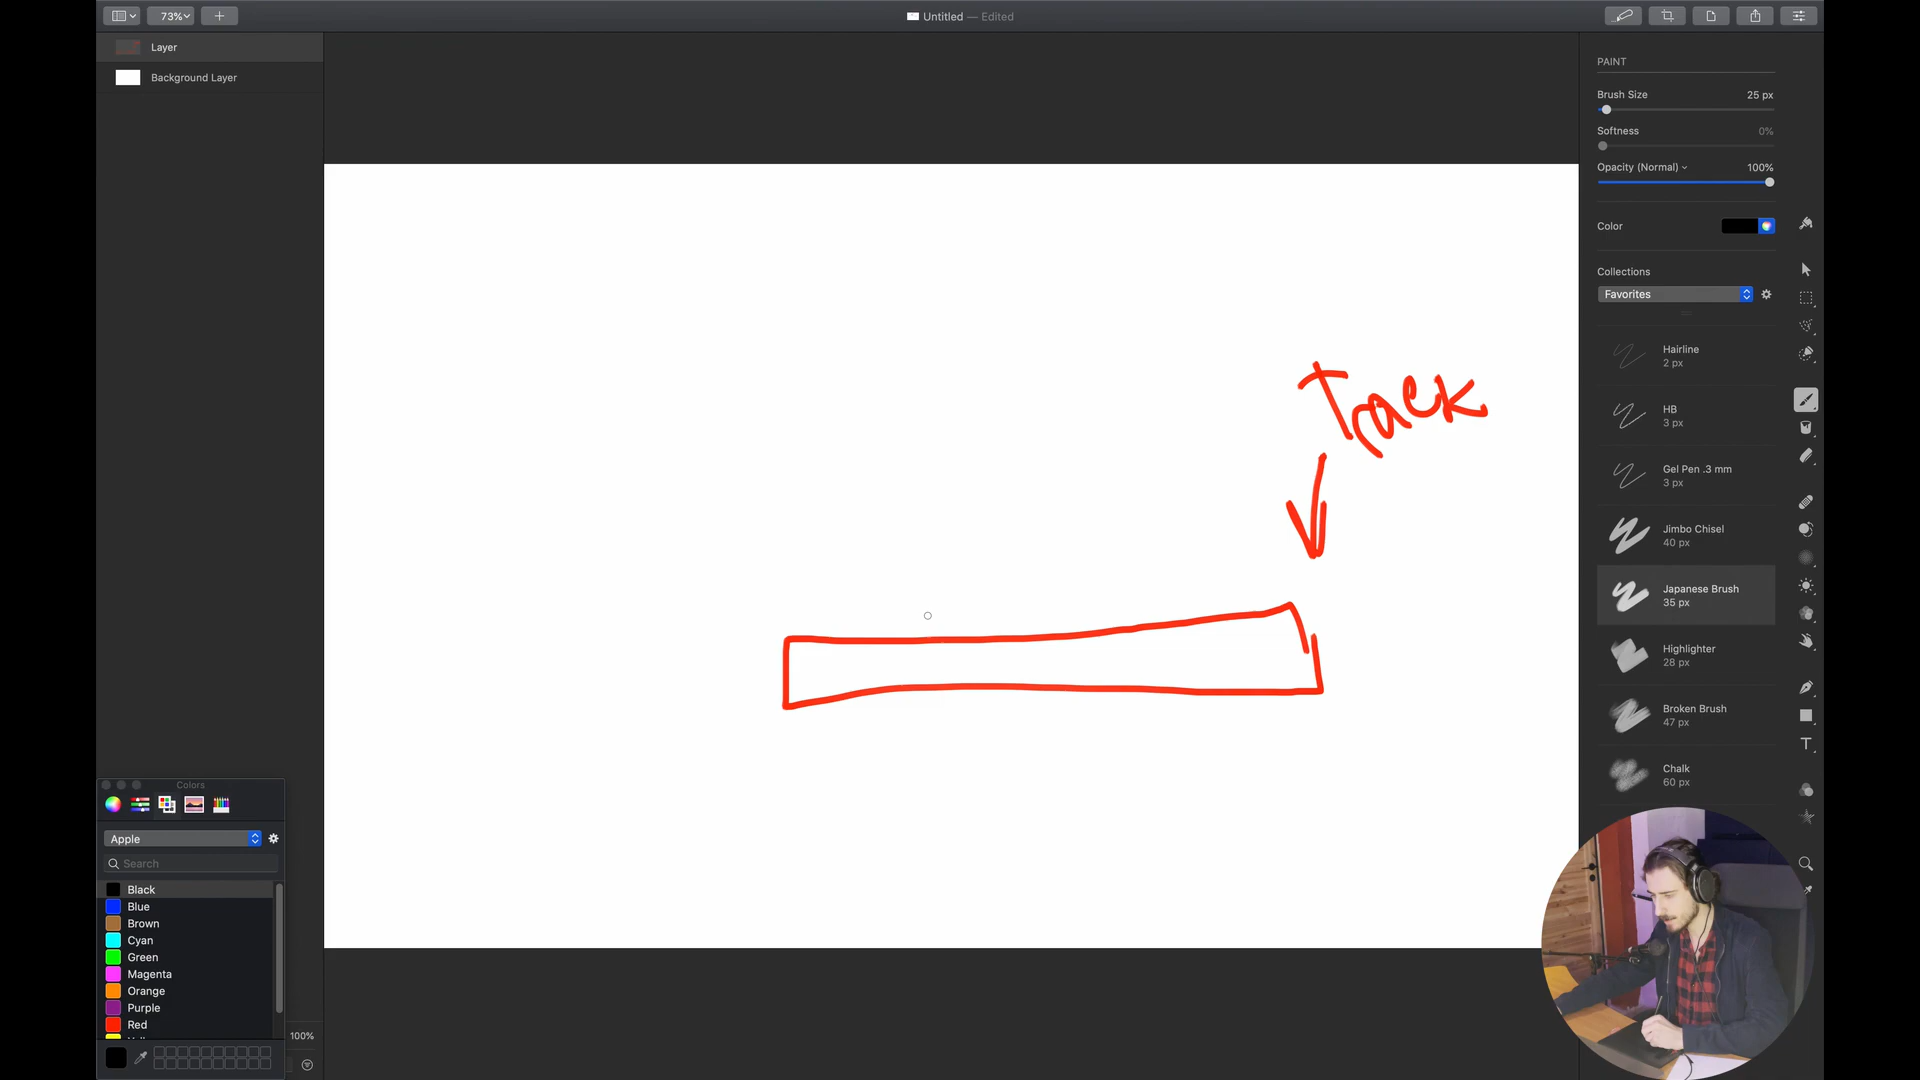 73%
Untitled — Edited
Layer
Background Layer
PAINT
Brush Size 25 px
Softness 0%
Opacity (Normal) 100%
Color
Collections
Favorites
Hairline
2 px
HB
3 px
Gel Pen .3 mm
3 px
Jimbo Chisel
40 px
Japanese Brush
35 px
Highlighter
28 px
Broken Brush
47 px
Chalk
60 px
Track
Colors
Apple
Search
Black
Blue
Brown
Cyan
Green
Magenta
Orange
Purple
Red
100%